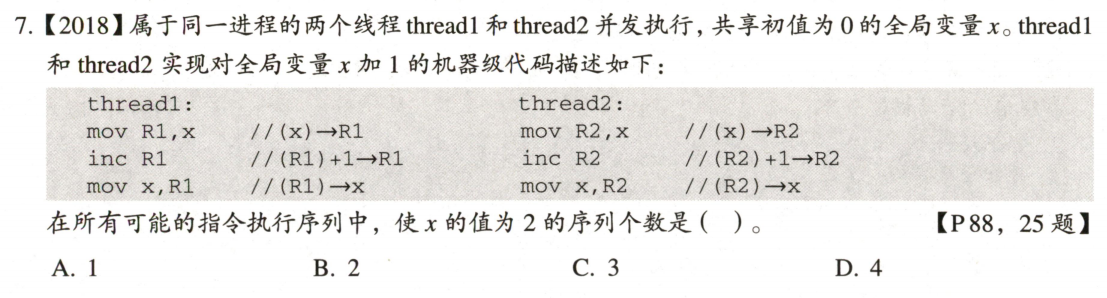 7.【2018】属于同一进程的两个线程 thread1 和 thread2 并发执行，共享初值为 0 的全局变量 x。thread1
和 thread2 实现对全局变量 x 加 1 的机器级代码描述如下：
thread1: thread2:
mov R1,x //(x)→R1 mov R2,x //(x)→R2
inc R1 //(R1)+1→R1 inc R2 //(R2)+1→R2
mov x,R1 //(R1)→x mov x,R2 //(R2)→x
在所有可能的指令执行序列中，使 x 的值为 2 的序列个数是（ ）。 【P88，25 题】
A. 1 B. 2 C. 3 D. 4